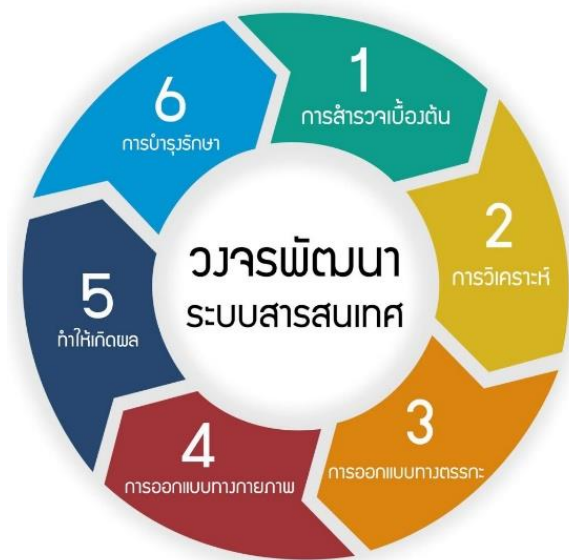 วงจรพัฒนา
ระบบสารสนเทศ
1
การสำรวจเบื้องต้น
2
การวิเคราะห์
3
การออกแบบทางตรรกะ
4
การออกแบบทางกายภาพ
5
ทำให้เกิดผล
6
การบำรุงรักษา